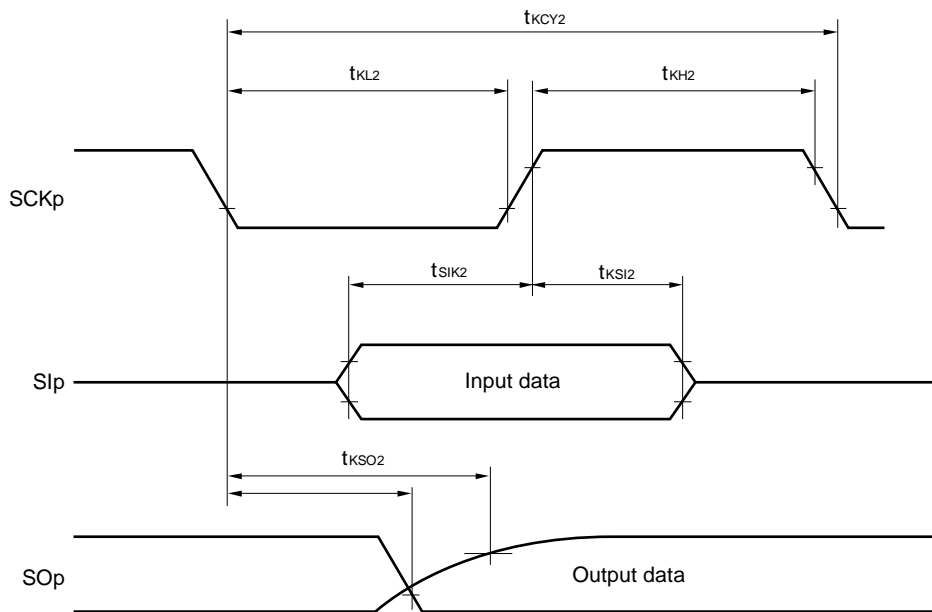 tKCY2
tKL2
tKH2
SCKp
tSIK2
tKSI2
SIp
Input data
tKSO2
SOp
Output data